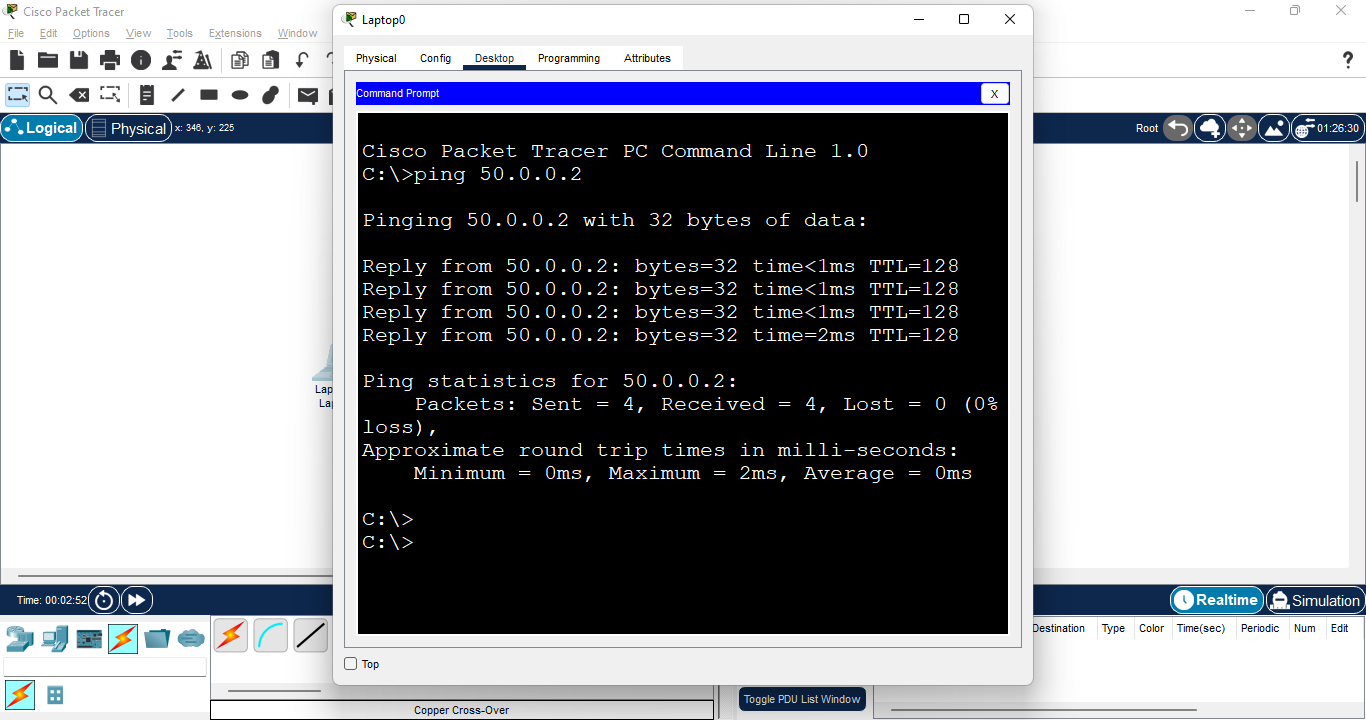 Cisco Packet Tracer
File Edit Options View Tools Extensions Window
Logical
Physical
x: 346, y: 225
Root
01:26:30
Laptop0
Physical Config Desktop Programming Attributes
Command Prompt
X
Cisco Packet Tracer PC Command Line 1.0
C:\>ping 50.0.0.2
Pinging 50.0.0.2 with 32 bytes of data:
Reply from 50.0.0.2: bytes=32 time<1ms TTL=128
Reply from 50.0.0.2: bytes=32 time<1ms TTL=128
Reply from 50.0.0.2: bytes=32 time<1ms TTL=128
Reply from 50.0.0.2: bytes=32 time=2ms TTL=128
Ping statistics for 50.0.0.2:
Packets: Sent = 4, Received = 4, Lost = 0 (0%
loss),
Approximate round trip times in milli-seconds:
Minimum = 0ms, Maximum = 2ms, Average = 0ms
C:\>
C:\>
Top
Lap
La
Time: 00:02:52
Realtime
Simulation
Destination Type Color Time(sec) Periodic Num Edit
Toggle PDU List Window
Copper Cross-Over